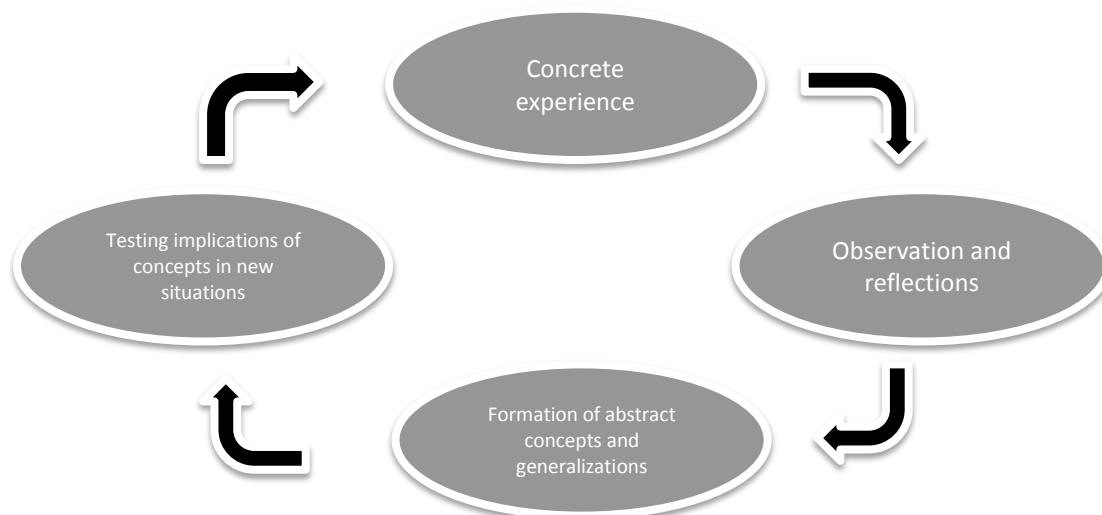 Concrete
experience
Observation and
reflections
Formation of abstract
concepts and
generalizations
Testing implications of
concepts in new
situations